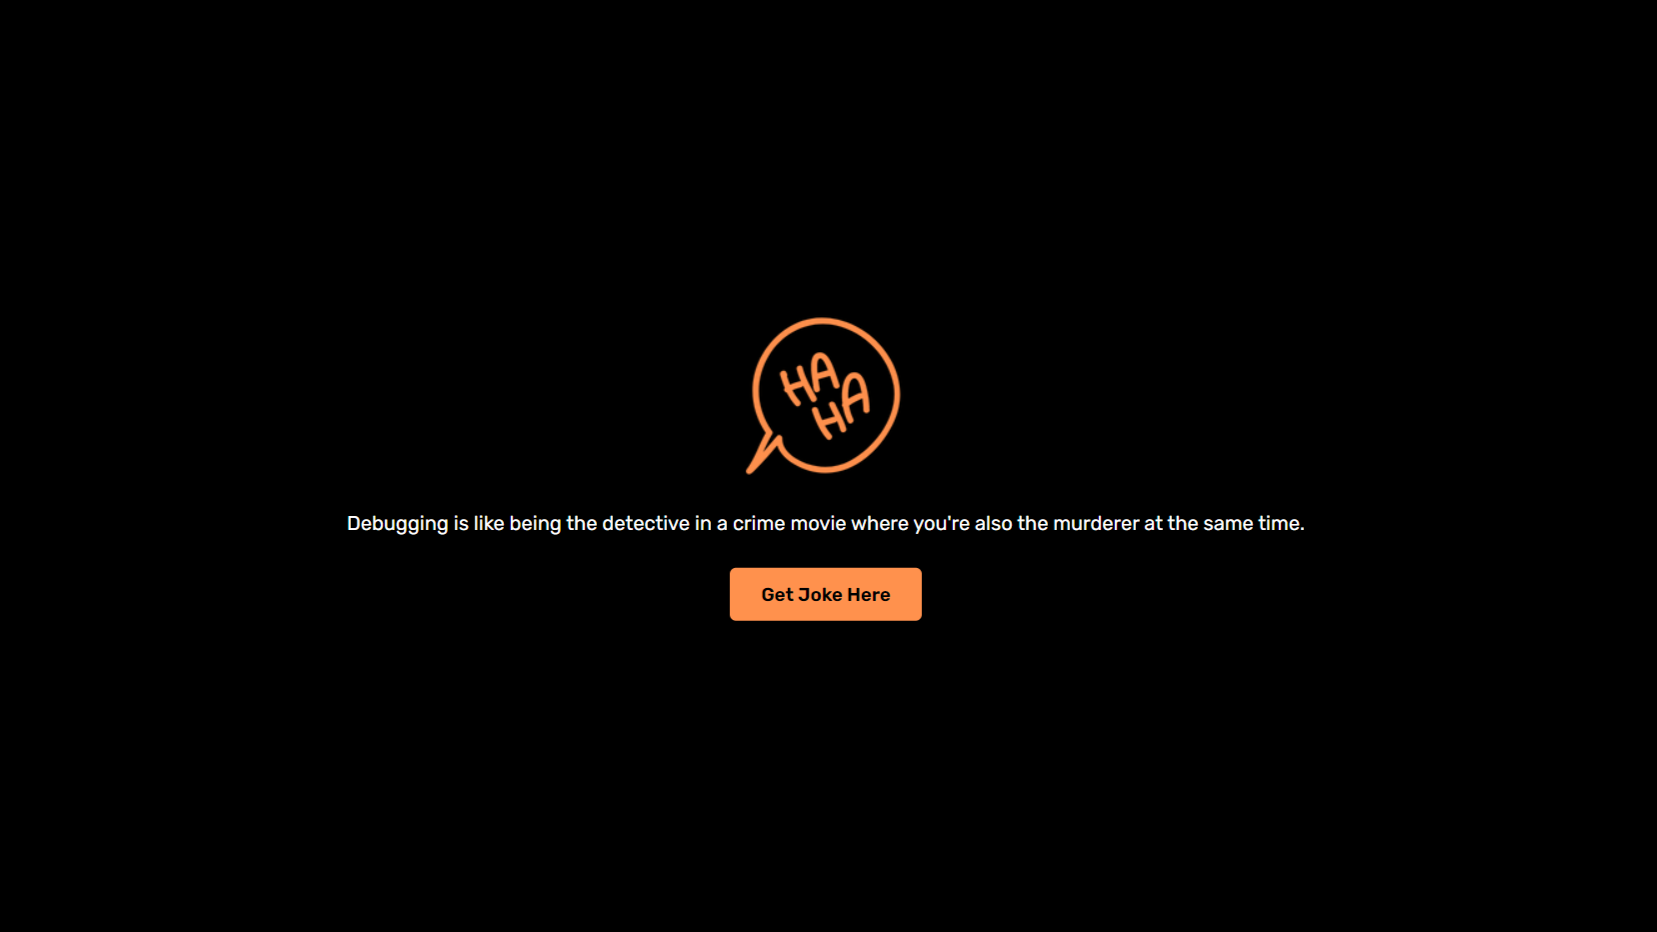 HA
HA
Debugging is like being the detective in a crime movie where you're also the murderer at the same time.
Get Joke Here